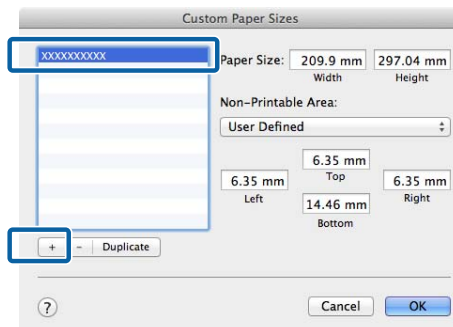 Custom Paper Sizes
XXXXXXXXXX
Paper Size: 209.9 mm 297.04 mm
Width Height
Non-Printable Area:
User Defined
6.35 mm
Top
6.35 mm 6.35 mm
Left Right
14.46 mm
Bottom
+ - Duplicate
? Cancel OK